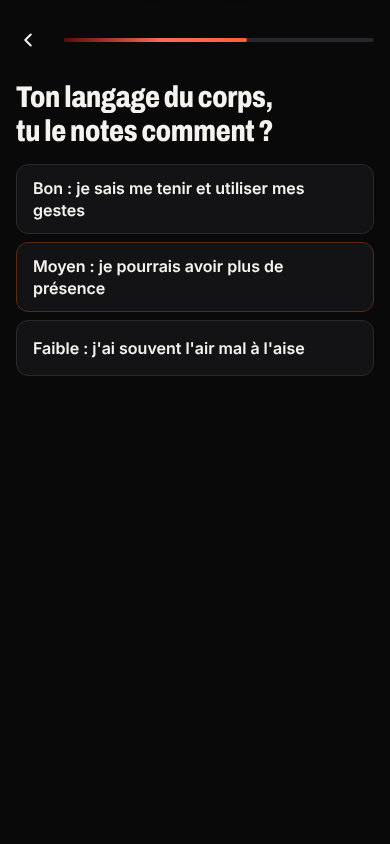 Ton langage du corps,
tu le notes comment ?
Bon : je sais me tenir et utiliser mes
gestes
Moyen : je pourrais avoir plus de
présence
Faible : j'ai souvent l'air mal à l'aise